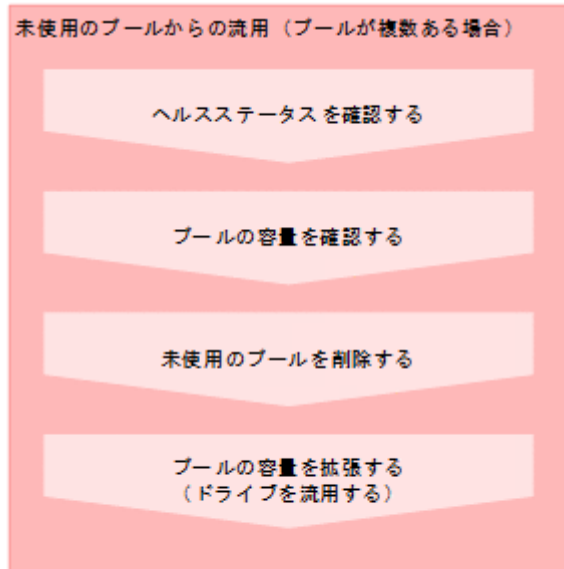 未使用のプールからの流用（プールが複数ある場合）
ヘルスステータスを確認する
プールの容量を確認する
未使用のプールを削除する
プールの容量を拡張する
（ドライブを流用する）